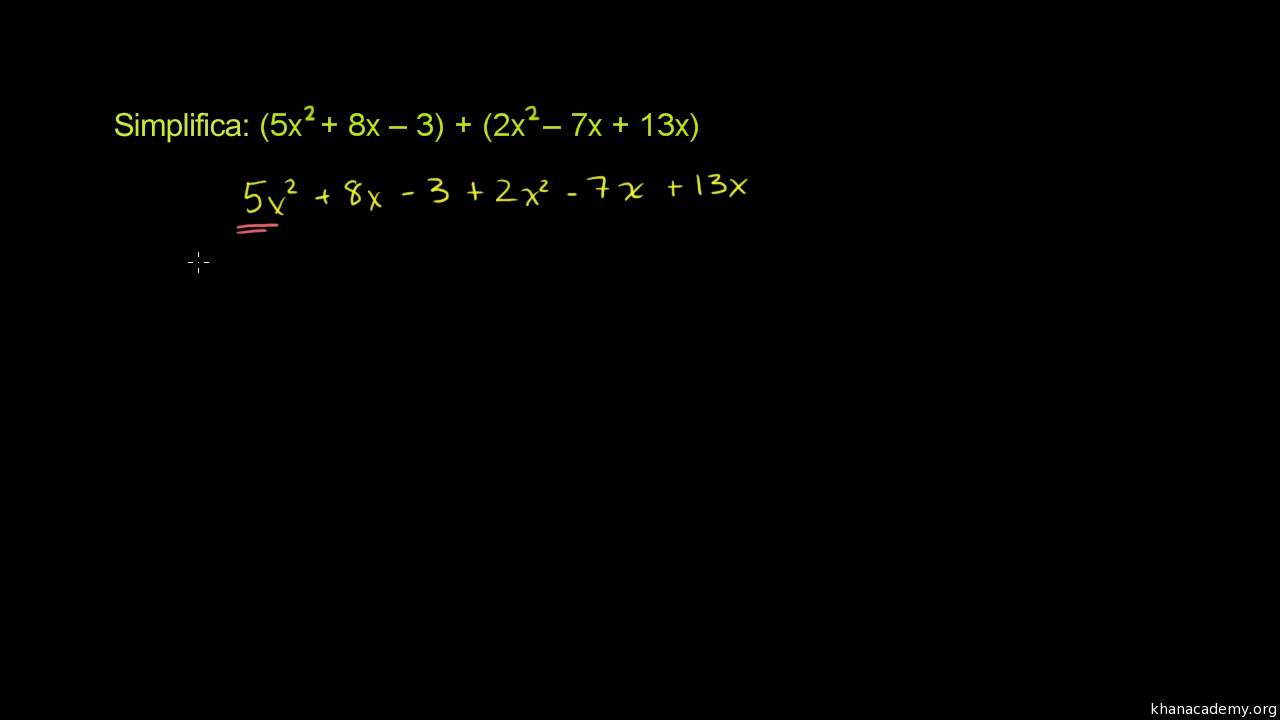 Simplifica: (5x² + 8x – 3) + (2x² – 7x + 13x)
5x² + 8x - 3 + 2x² - 7x + 13x
khanacademy.org